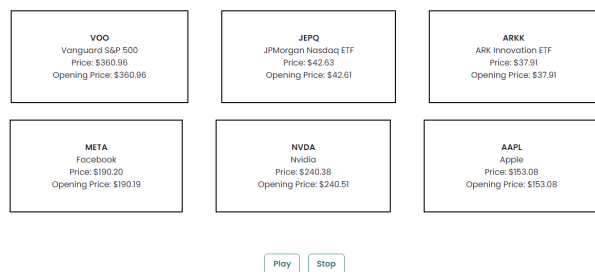 VOO
Vanguard S&P 500
Price: $360.96
Opening Price: $360.96
JEPQ
JPMorgan Nasdaq ETF
Price: $42.63
Opening Price: $42.61
ARKK
ARK Innovation ETF
Price: $37.91
Opening Price: $37.91
META
Facebook
Price: $190.20
Opening Price: $190.19
NVDA
Nvidia
Price: $240.38
Opening Price: $240.51
AAPL
Apple
Price: $153.08
Opening Price: $153.08
Play
Stop